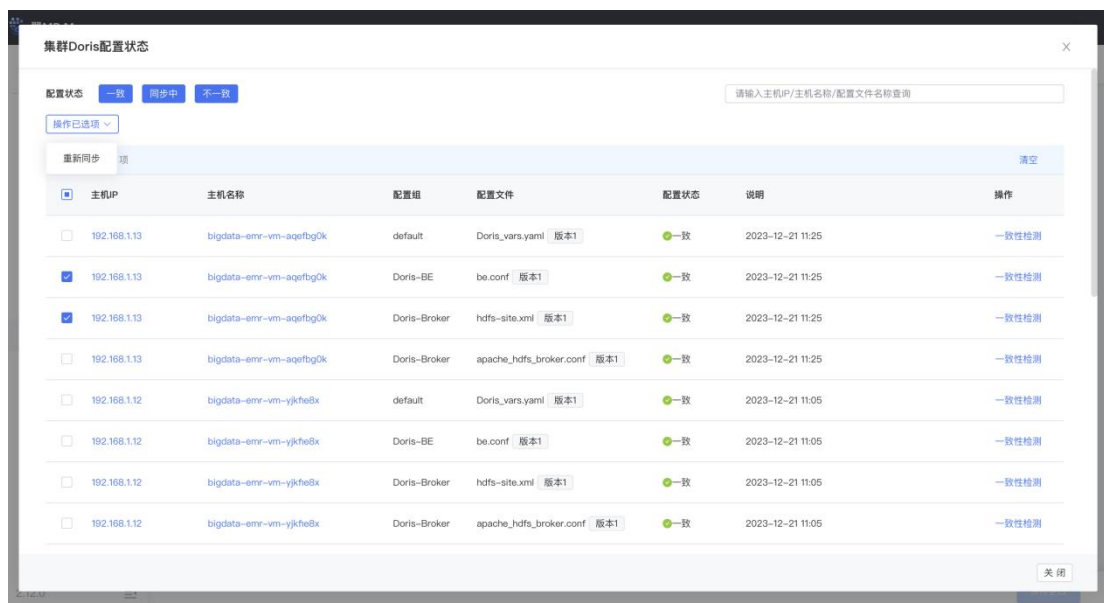 集群Doris配置状态
配置状态 一致 同步中 不一致 请输入主机IP/主机名称/配置文件名称查询
操作已选项
重新同步 项 清空
主机IP 主机名称 配置组 配置文件 配置状态 说明 操作
192.168.1.13 bigdata-emr-vm-aqefbg0k default Doris_vars.yaml 版本1 一致 2023-12-21 11:25 一致性检测
192.168.1.13 bigdata-emr-vm-aqefbg0k Doris-BE be.conf 版本1 一致 2023-12-21 11:25 一致性检测
192.168.1.13 bigdata-emr-vm-aqefbg0k Doris-Broker hdfs-site.xml 版本1 一致 2023-12-21 11:25 一致性检测
192.168.1.13 bigdata-emr-vm-aqefbg0k Doris-Broker apache_hdfs_broker.conf 版本1 一致 2023-12-21 11:25 一致性检测
192.168.1.12 bigdata-emr-vm-yjkfie8x default Doris_vars.yaml 版本1 一致 2023-12-21 11:05 一致性检测
192.168.1.12 bigdata-emr-vm-yjkfie8x Doris-BE be.conf 版本1 一致 2023-12-21 11:05 一致性检测
192.168.1.12 bigdata-emr-vm-yjkfie8x Doris-Broker hdfs-site.xml 版本1 一致 2023-12-21 11:05 一致性检测
192.168.1.12 bigdata-emr-vm-yjkfie8x Doris-Broker apache_hdfs_broker.conf 版本1 一致 2023-12-21 11:05 一致性检测
关闭
2.12.0